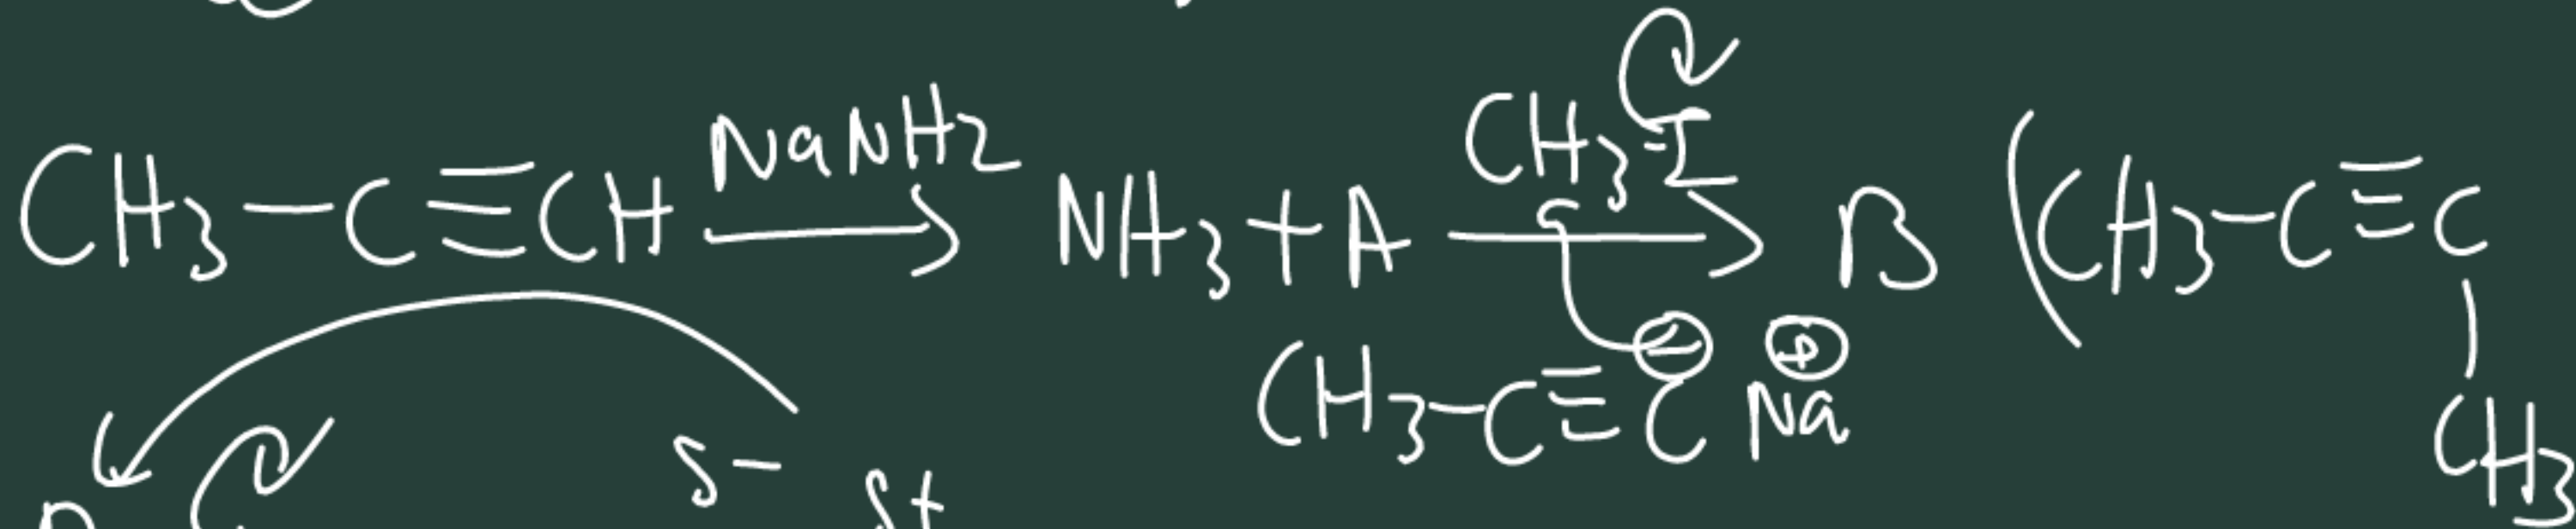 CH3-C≡CH NaNH2 → NH3+A CH3-I → B (CH3-C≡C
|
CH3-C≡C⊖ Na⊕
CH3
δ- δ+